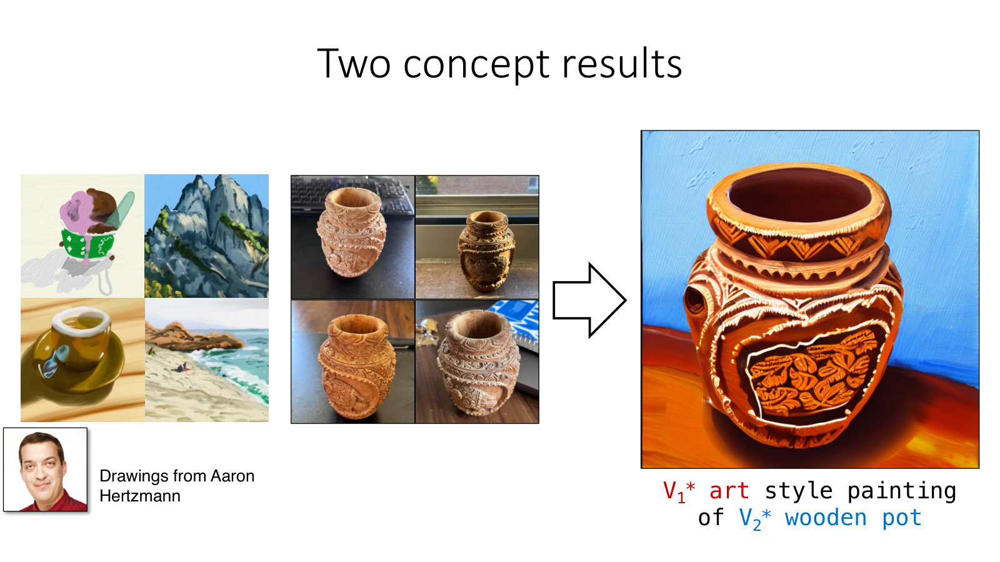 Two concept results
Drawings from Aaron
Hertzmann
V₁* art style painting
of V₂* wooden pot